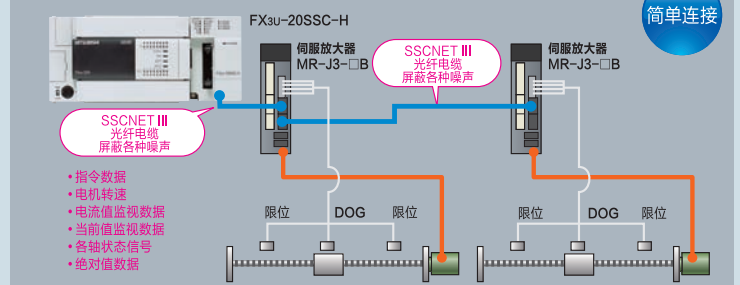 FX3U-20SSC-H
简单连接
伺服放大器
MR-J3-□B
SSCNET III
光纤电缆
屏蔽各种噪声
伺服放大器
MR-J3-□B
SSCNET III
光纤电缆
屏蔽各种噪声
•指令数据
•电机转速
•电流值监视数据
•当前值监视数据
•各轴状态信号
•绝对值数据
限位 DOG 限位
限位 DOG 限位